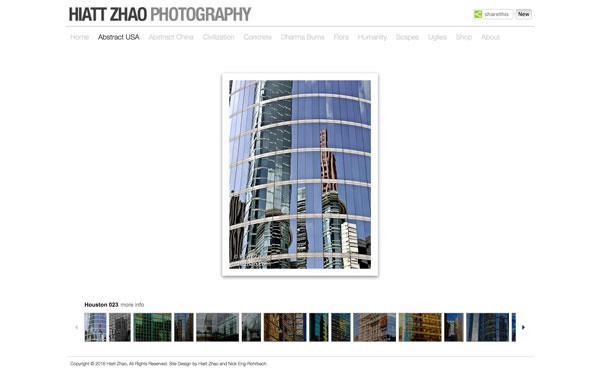 HIATT ZHAO PHOTOGRAPHY
sharethis New
Home Abstract USA Abstract China Civilization Concrete Dharma Bums Flora Humanity Scapes Uglies Shop About
Houston 023 more info
Copyright © 2016 Hiatt Zhao, All Rights Reserved. Site Design by Hiatt Zhao and Nick Eng-Rohrbach.